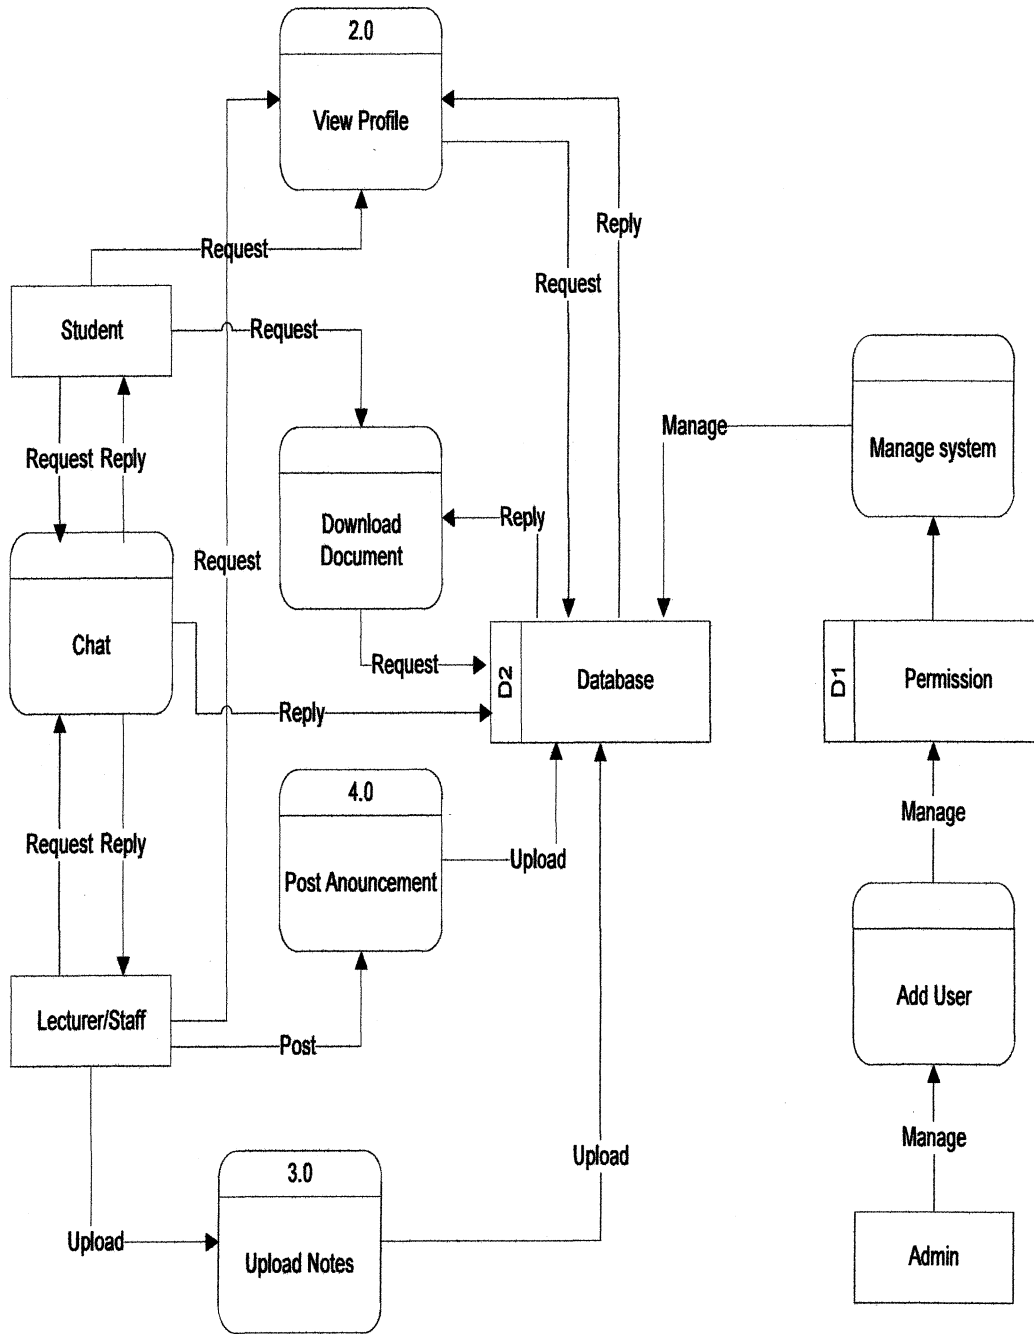 2.0
View Profile
Reply
Request
Request
Student
Request
Manage
Manage system
Request Reply
Reply
Download
Document
Request
Chat
Request
D2
Database
D1
Permission
Reply
4.0
Manage
Request Reply
Upload
Post Anouncement
Add User
Lecturer/Staff
Post
Manage
Upload
3.0
Upload
Upload Notes
Admin